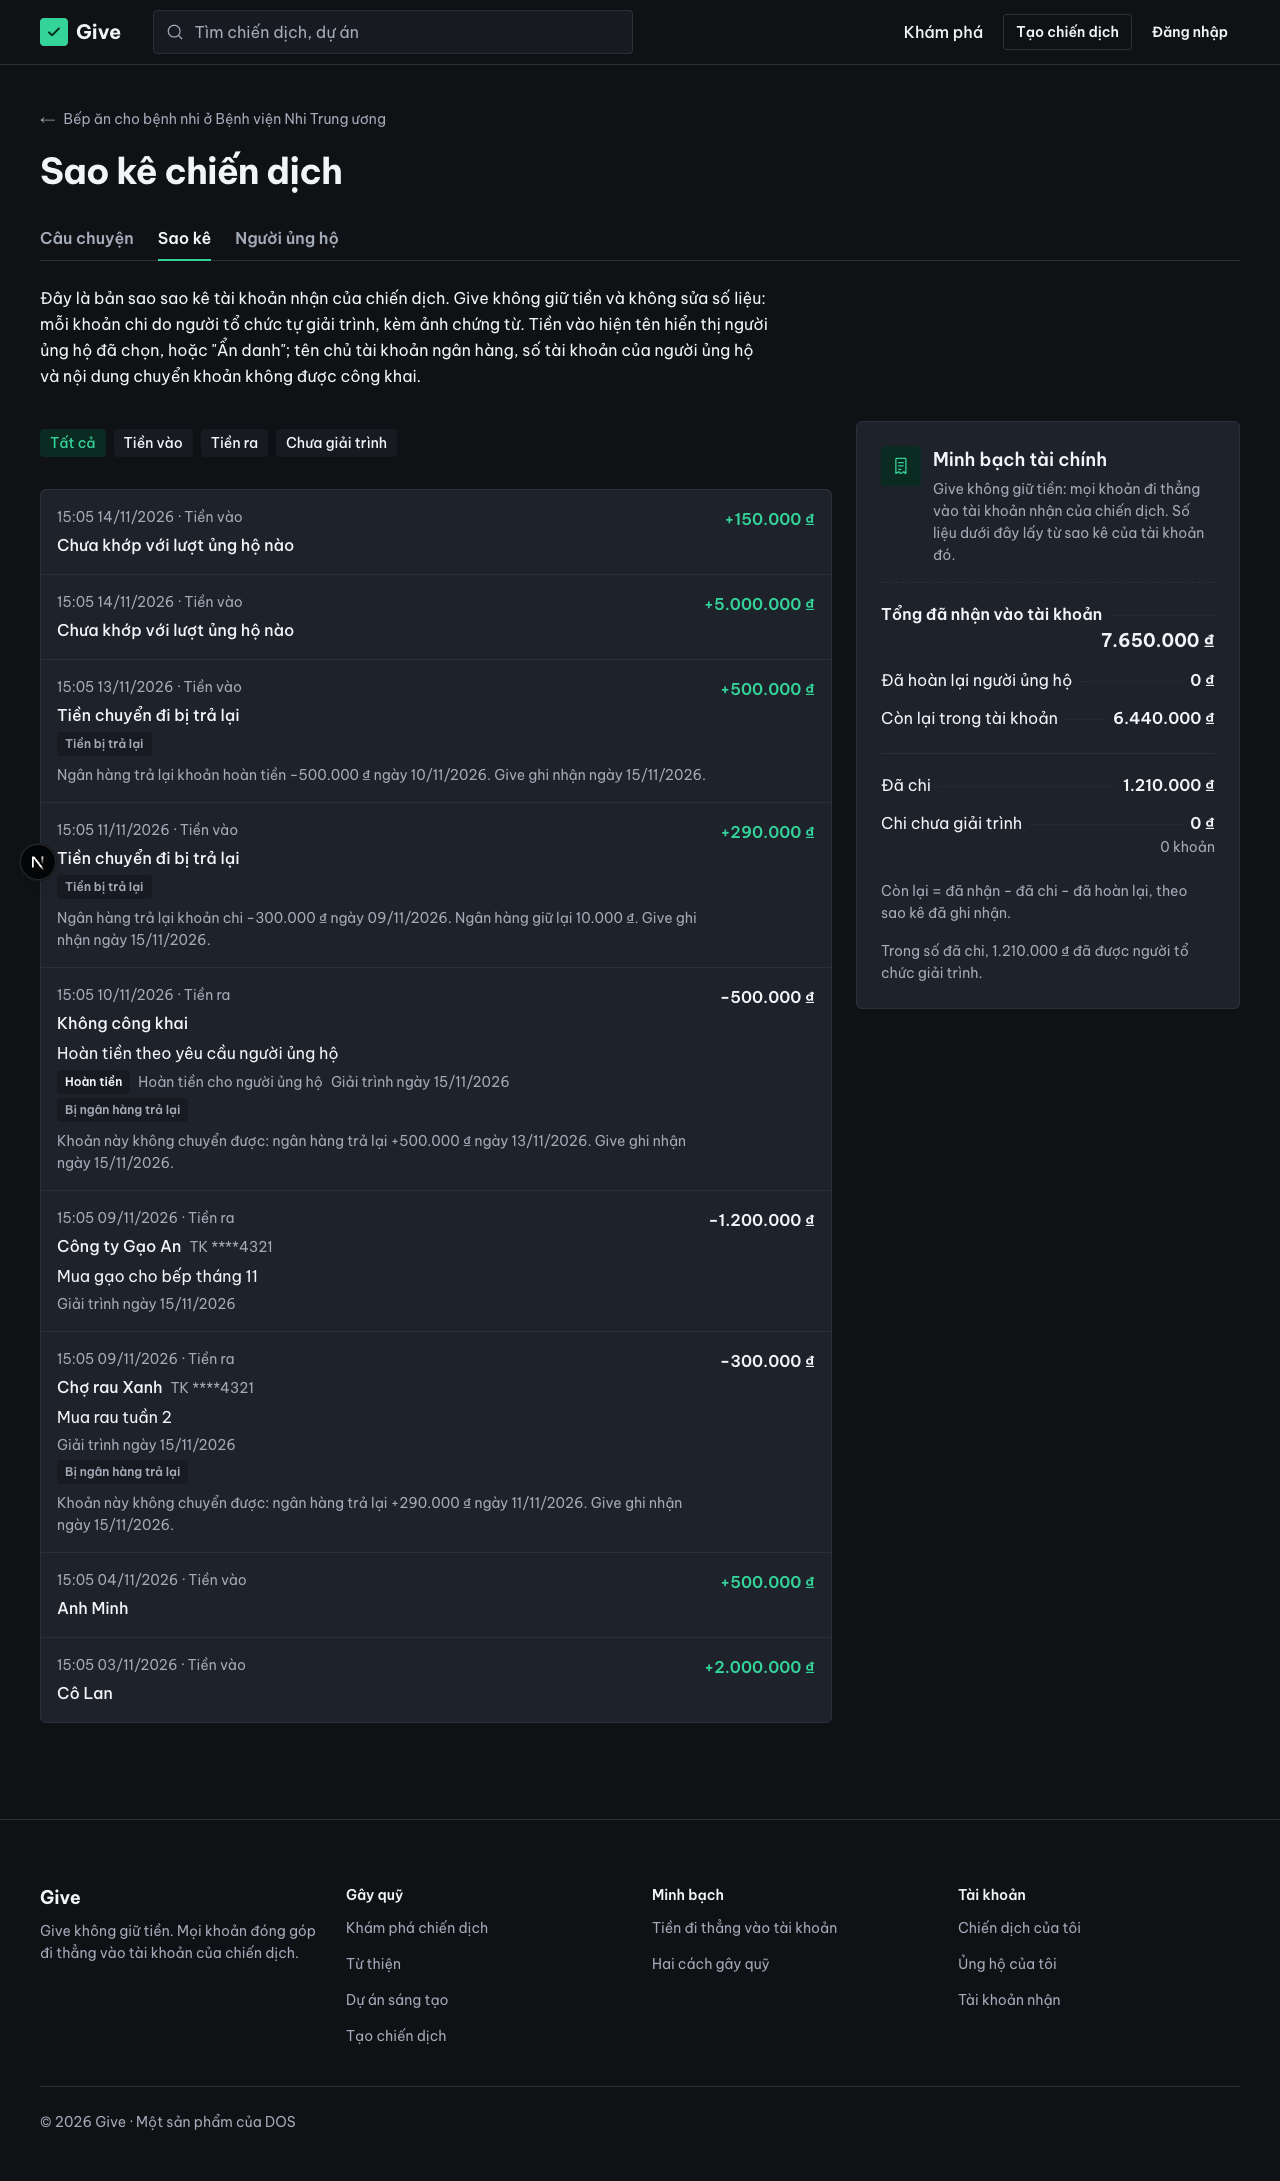 Give
Tìm chiến dịch, dự án
Khám phá
Tạo chiến dịch
Đăng nhập
← Bếp ăn cho bệnh nhi ở Bệnh viện Nhi Trung ương
Sao kê chiến dịch
Câu chuyện
Sao kê
Người ủng hộ
Đây là bản sao sao kê tài khoản nhận của chiến dịch. Give không giữ tiền và không sửa số liệu:
mỗi khoản chi do người tổ chức tự giải trình, kèm ảnh chứng từ. Tiền vào hiện tên hiển thị người
ủng hộ đã chọn, hoặc "Ẩn danh"; tên chủ tài khoản ngân hàng, số tài khoản của người ủng hộ
và nội dung chuyển khoản không được công khai.
Tất cả
Tiền vào
Tiền ra
Chưa giải trình
15:05 14/11/2026 · Tiền vào
+150.000 ₫
Chưa khớp với lượt ủng hộ nào
15:05 14/11/2026 · Tiền vào
+5.000.000 ₫
Chưa khớp với lượt ủng hộ nào
15:05 13/11/2026 · Tiền vào
+500.000 ₫
Tiền chuyển đi bị trả lại
Tiền bị trả lại
Ngân hàng trả lại khoản hoàn tiền -500.000 ₫ ngày 10/11/2026. Give ghi nhận ngày 15/11/2026.
15:05 11/11/2026 · Tiền vào
+290.000 ₫
Tiền chuyển đi bị trả lại
Tiền bị trả lại
Ngân hàng trả lại khoản chi -300.000 ₫ ngày 09/11/2026. Ngân hàng giữ lại 10.000 ₫. Give ghi
nhận ngày 15/11/2026.
15:05 10/11/2026 · Tiền ra
-500.000 ₫
Không công khai
Hoàn tiền theo yêu cầu người ủng hộ
Hoàn tiền Hoàn tiền cho người ủng hộ Giải trình ngày 15/11/2026
Bị ngân hàng trả lại
Khoản này không chuyển được: ngân hàng trả lại +500.000 ₫ ngày 13/11/2026. Give ghi nhận
ngày 15/11/2026.
15:05 09/11/2026 · Tiền ra
-1.200.000 ₫
Công ty Gạo An TK ****4321
Mua gạo cho bếp tháng 11
Giải trình ngày 15/11/2026
15:05 09/11/2026 · Tiền ra
-300.000 ₫
Chợ rau Xanh TK ****4321
Mua rau tuần 2
Giải trình ngày 15/11/2026
Bị ngân hàng trả lại
Khoản này không chuyển được: ngân hàng trả lại +290.000 ₫ ngày 11/11/2026. Give ghi nhận
ngày 15/11/2026.
15:05 04/11/2026 · Tiền vào
+500.000 ₫
Anh Minh
15:05 03/11/2026 · Tiền vào
+2.000.000 ₫
Cô Lan
Minh bạch tài chính
Give không giữ tiền: mọi khoản đi thẳng
vào tài khoản nhận của chiến dịch. Số
liệu dưới đây lấy từ sao kê của tài khoản
đó.
Tổng đã nhận vào tài khoản
7.650.000 ₫
Đã hoàn lại người ủng hộ 0 ₫
Còn lại trong tài khoản 6.440.000 ₫
Đã chi 1.210.000 ₫
Chi chưa giải trình 0 ₫
0 khoản
Còn lại = đã nhận - đã chi - đã hoàn lại, theo
sao kê đã ghi nhận.
Trong số đã chi, 1.210.000 ₫ đã được người tổ
chức giải trình.
Give
Give không giữ tiền. Mọi khoản đóng góp
đi thẳng vào tài khoản của chiến dịch.
Gây quỹ
Khám phá chiến dịch
Từ thiện
Dự án sáng tạo
Tạo chiến dịch
Minh bạch
Tiền đi thẳng vào tài khoản
Hai cách gây quỹ
Tài khoản
Chiến dịch của tôi
Ủng hộ của tôi
Tài khoản nhận
© 2026 Give · Một sản phẩm của DOS